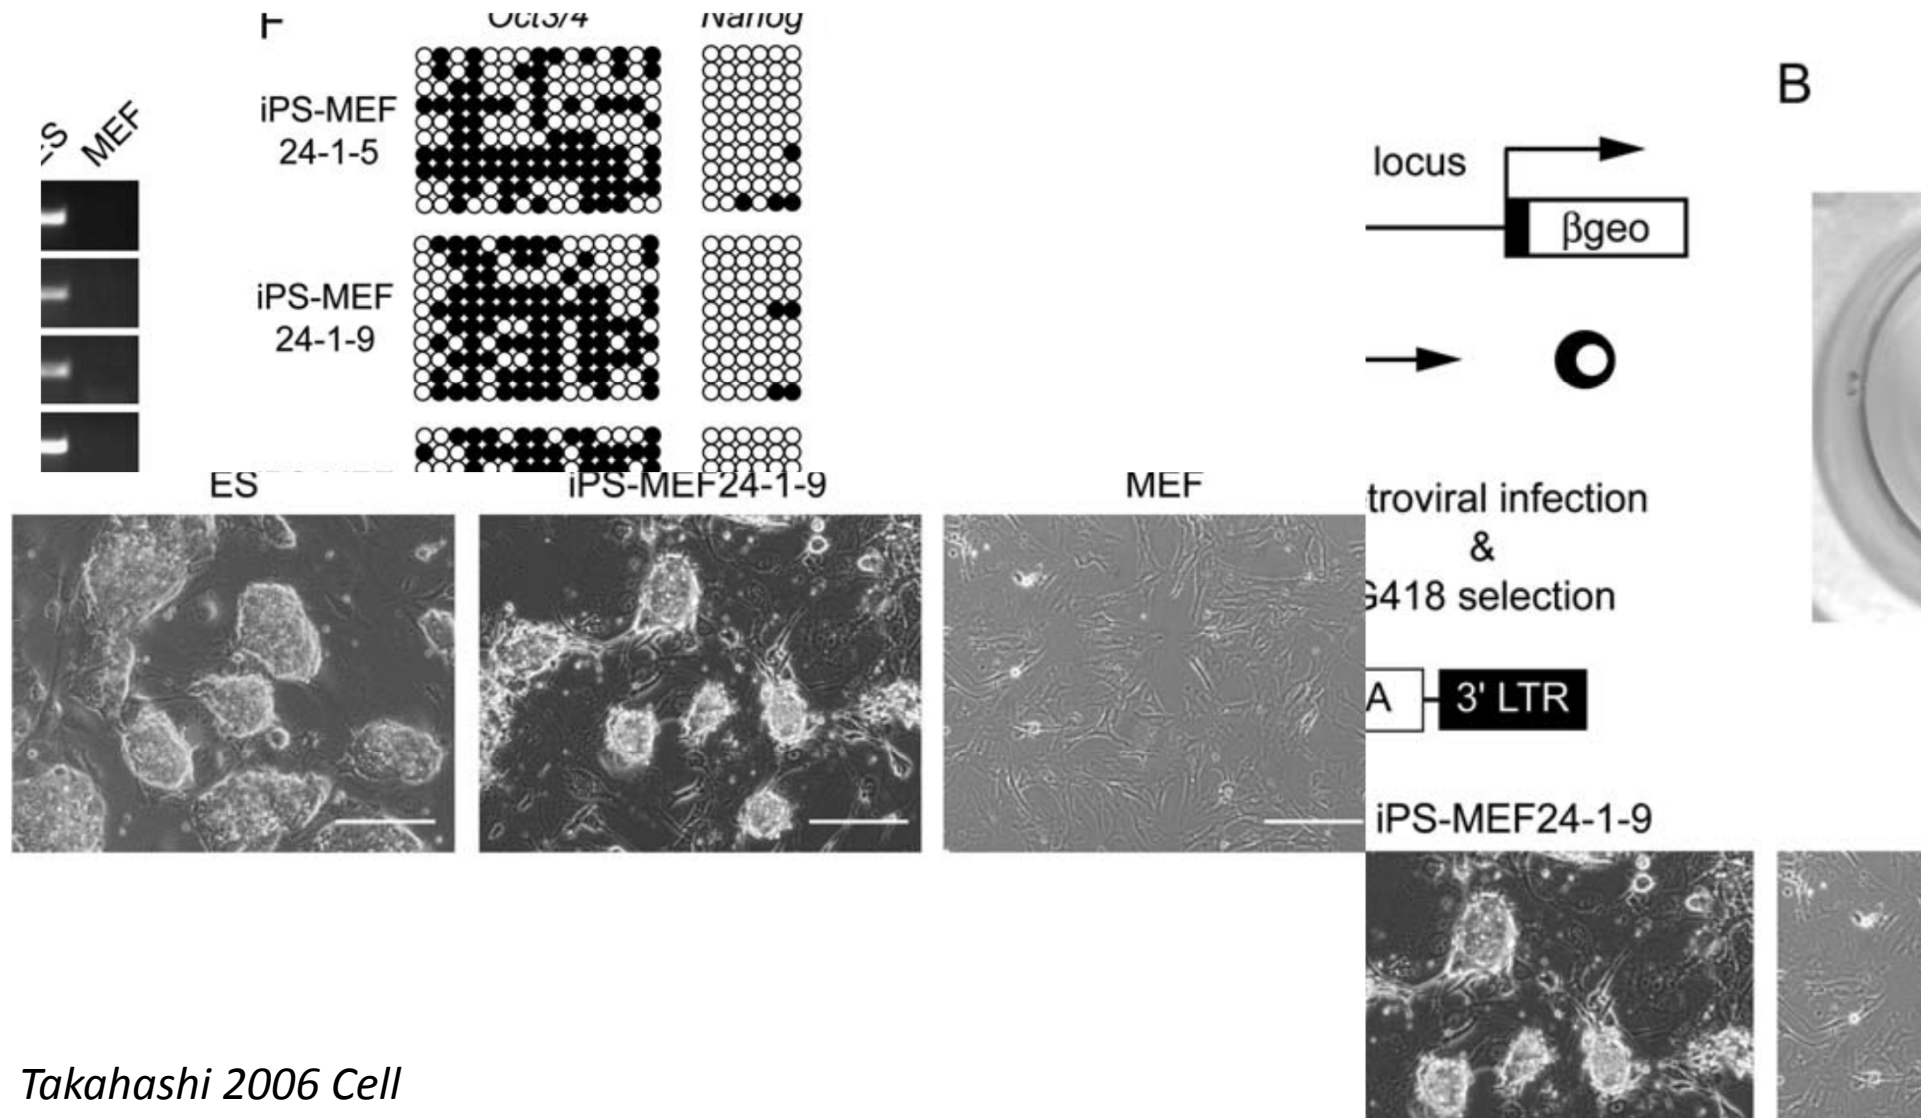 F
Oct3/4
Nanog
MEF
iPS-MEF
24-1-5
iPS-MEF
24-1-9
ES
iPS-MEF24-1-9
MEF
B
locus
βgeo
troviral infection
&
G418 selection
A
3' LTR
iPS-MEF24-1-9
Takahashi 2006 Cell